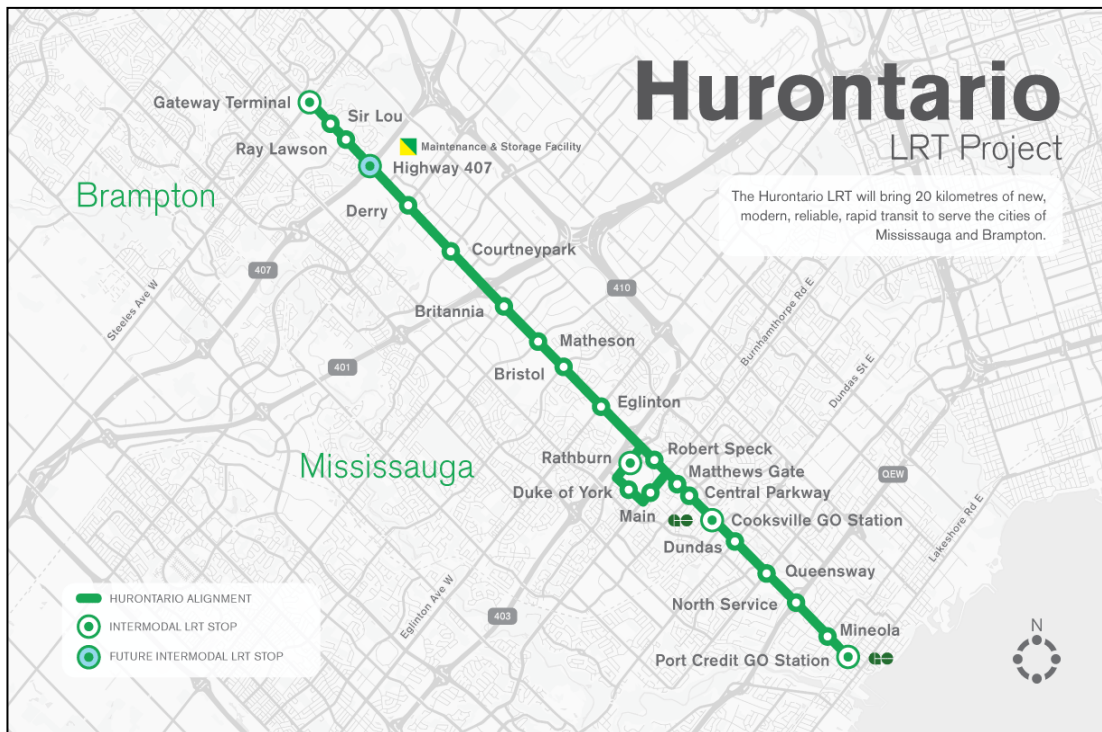 Hurontario
LRT Project
The Hurontario LRT will bring 20 kilometres of new,
modern, reliable, rapid transit to serve the cities of
Mississauga and Brampton.
Gateway Terminal
Sir Lou
Ray Lawson
Maintenance & Storage Facility
Highway 407
Brampton
Derry
Courtneypark
407
410
Steeles Ave W
Burnhamthorpe Rd E
Britannia
Matheson
401
Bristol
Dundas St E
Eglinton
Robert Speck
Rathburn
Mississauga
Matthews Gate
QEW
Duke of York
Central Parkway
Main
GO
Cooksville GO Station
Lakeshore Rd E
Dundas
Queensway
Eglinton Ave W
403
North Service
Mineola
Port Credit GO Station
GO
HURONTARIO ALIGNMENT
INTERMODAL LRT STOP
FUTURE INTERMODAL LRT STOP
N